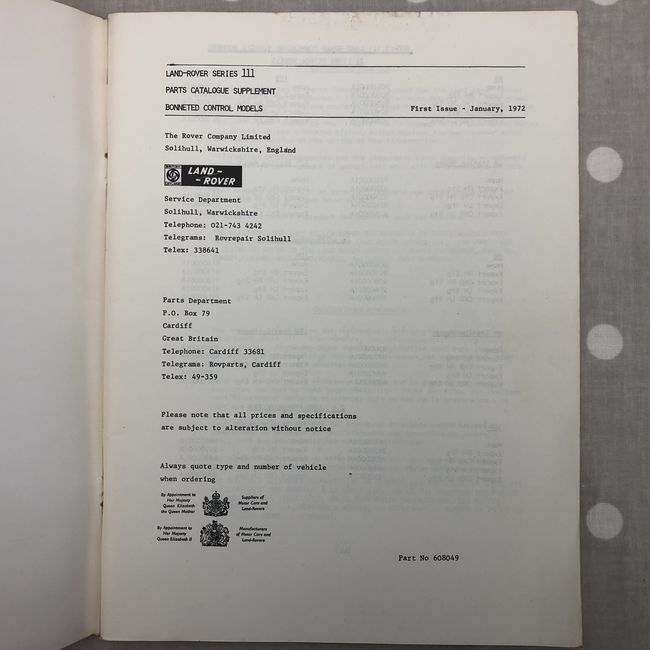 LAND-ROVER SERIES 111
PARTS CATALOGUE SUPPLEMENT
BONNETED CONTROL MODELS First Issue - January, 1972
The Rover Company Limited
Solihull, Warwickshire, England
LAND-
-ROVER
Service Department
Solihull, Warwickshire
Telephone: 021-743 4242
Telegrams: Rovrepair Solihull
Telex: 338641
Parts Department
P.O. Box 79
Cardiff
Great Britain
Telephone: Cardiff 33681
Telegrams: Rovparts, Cardiff
Telex: 49-359
Please note that all prices and specifications
are subject to alteration without notice
Always quote type and number of vehicle
when ordering
By Appointment to
Her Majesty
Queen Elizabeth
the Queen Mother
Suppliers of
Motor Cars and
Land-Rovers
By Appointment to
Her Majesty
Queen Elizabeth II
Manufacturers
of Motor Cars and
Land-Rovers
Part No 608049